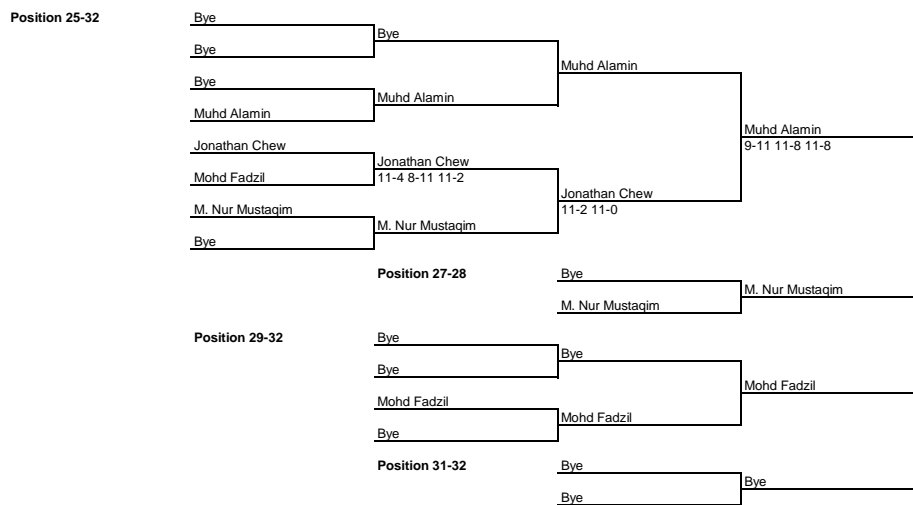 Position 25-32
Bye
Bye
Bye
Muhd Alamin
Bye
Muhd Alamin
Muhd Alamin
Muhd Alamin
9-11 11-8 11-8
Jonathan Chew
Jonathan Chew
11-4 8-11 11-2
Mohd Fadzil
Jonathan Chew
11-2 11-0
M. Nur Mustaqim
M. Nur Mustaqim
Bye
Position 27-28
Bye
M. Nur Mustaqim
M. Nur Mustaqim
Position 29-32
Bye
Bye
Bye
Mohd Fadzil
Mohd Fadzil
Mohd Fadzil
Bye
Position 31-32
Bye
Bye
Bye